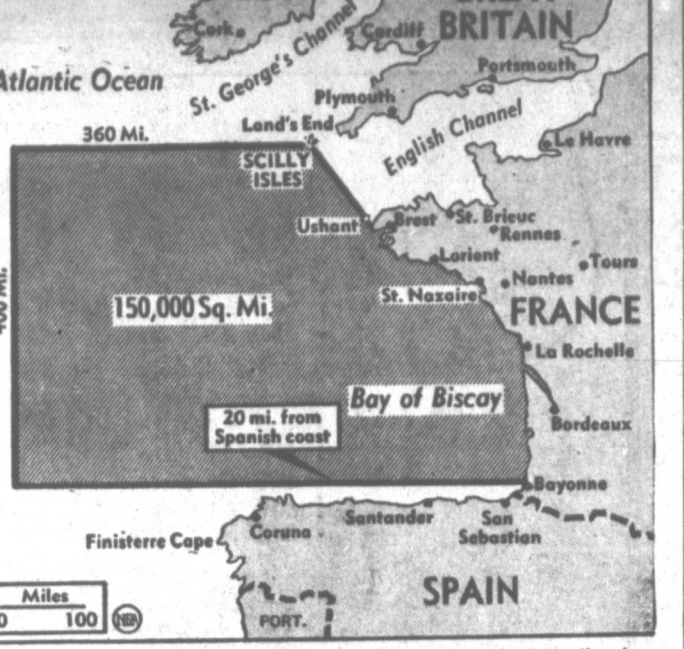 GREAT
BRITAIN
Cork
Cardiff
St. George's Channel
Atlantic Ocean
Portsmouth
Plymouth
English Channel
Land's End
Le Havre
360 Mi.
SCILLY
ISLES
Ushant
Brest
St. Brieuc
Rennes
Lorient
Tours
Nantes
St. Nazaire
FRANCE
150,000 Sq. Mi.
La Rochelle
Bay of Biscay
20 mi. from
Spanish coast
Bordeaux
Bayonne
Santander
San
Sebastian
Coruna
Finisterre Cape
SPAIN
PORT.
Miles
0 100
NEA